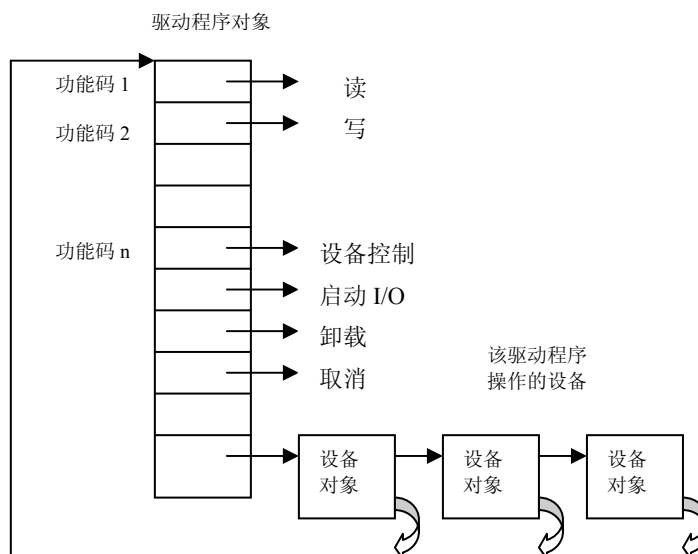 驱动程序对象
功能码 1
读
功能码 2
写
功能码 n
设备控制
启动 I/O
卸载
取消
该驱动程序
操作的设备
设备
对象
设备
对象
设备
对象